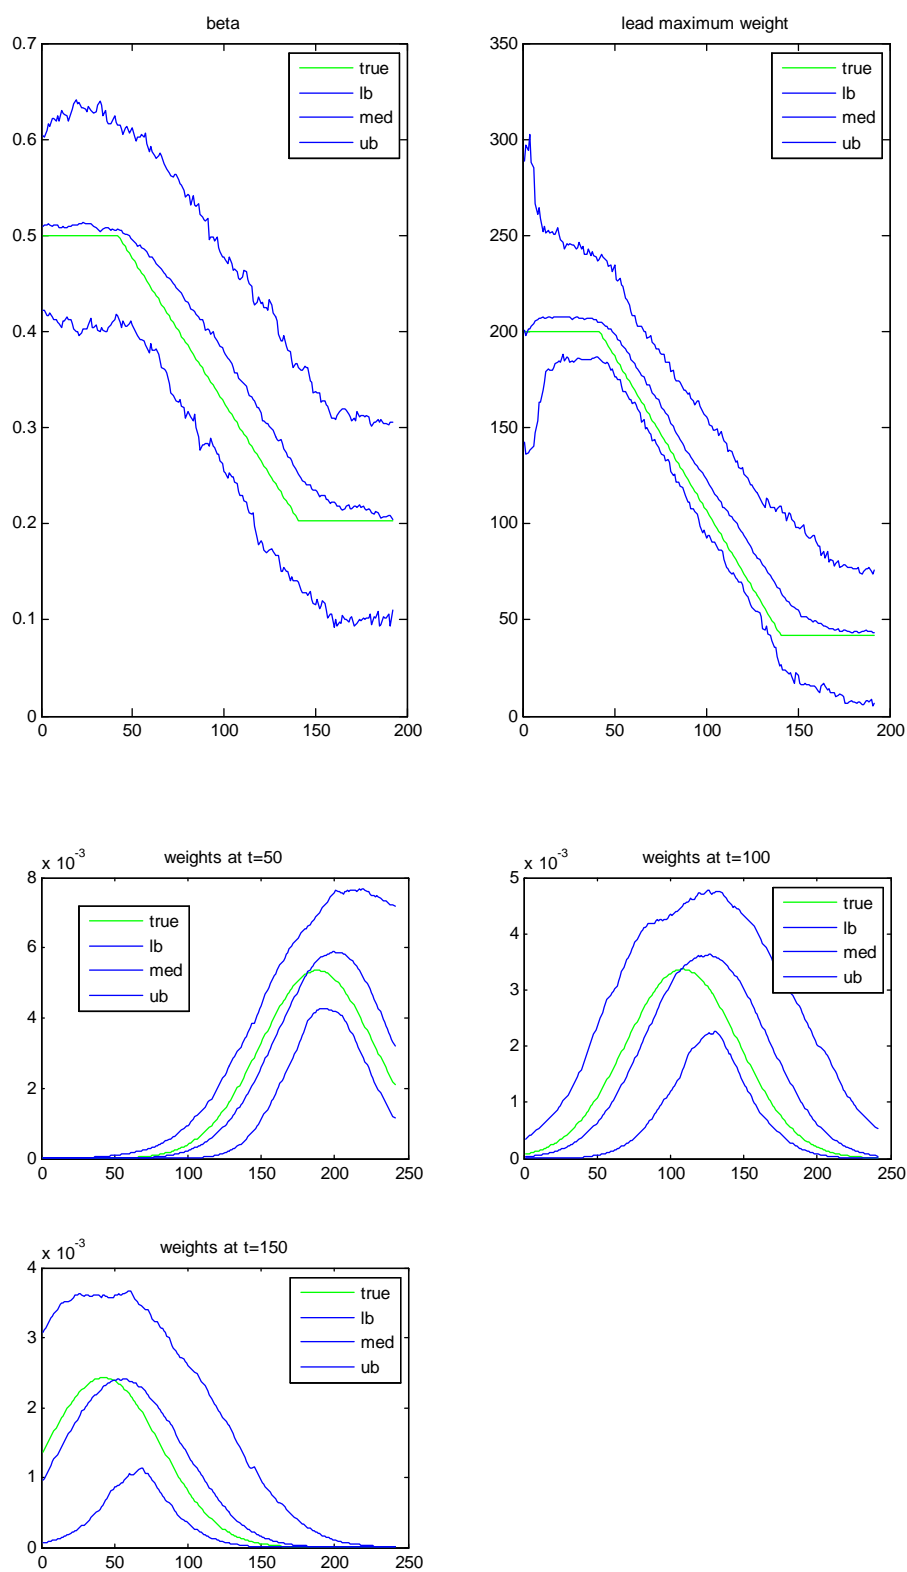 beta
0.7
0.6
0.5
0.4
0.3
0.2
0.1
0
0 50 100 150 200
true
lb
med
ub
lead maximum weight
350
300
250
200
150
100
50
0
0 50 100 150 200
true
lb
med
ub
x 10-3
weights at t=50
8
6
4
2
0
0 50 100 150 200 250
true
lb
med
ub
x 10-3
weights at t=100
5
4
3
2
1
0
0 50 100 150 200 250
true
lb
med
ub
x 10-3
weights at t=150
4
3
2
1
0
0 50 100 150 200 250
true
lb
med
ub